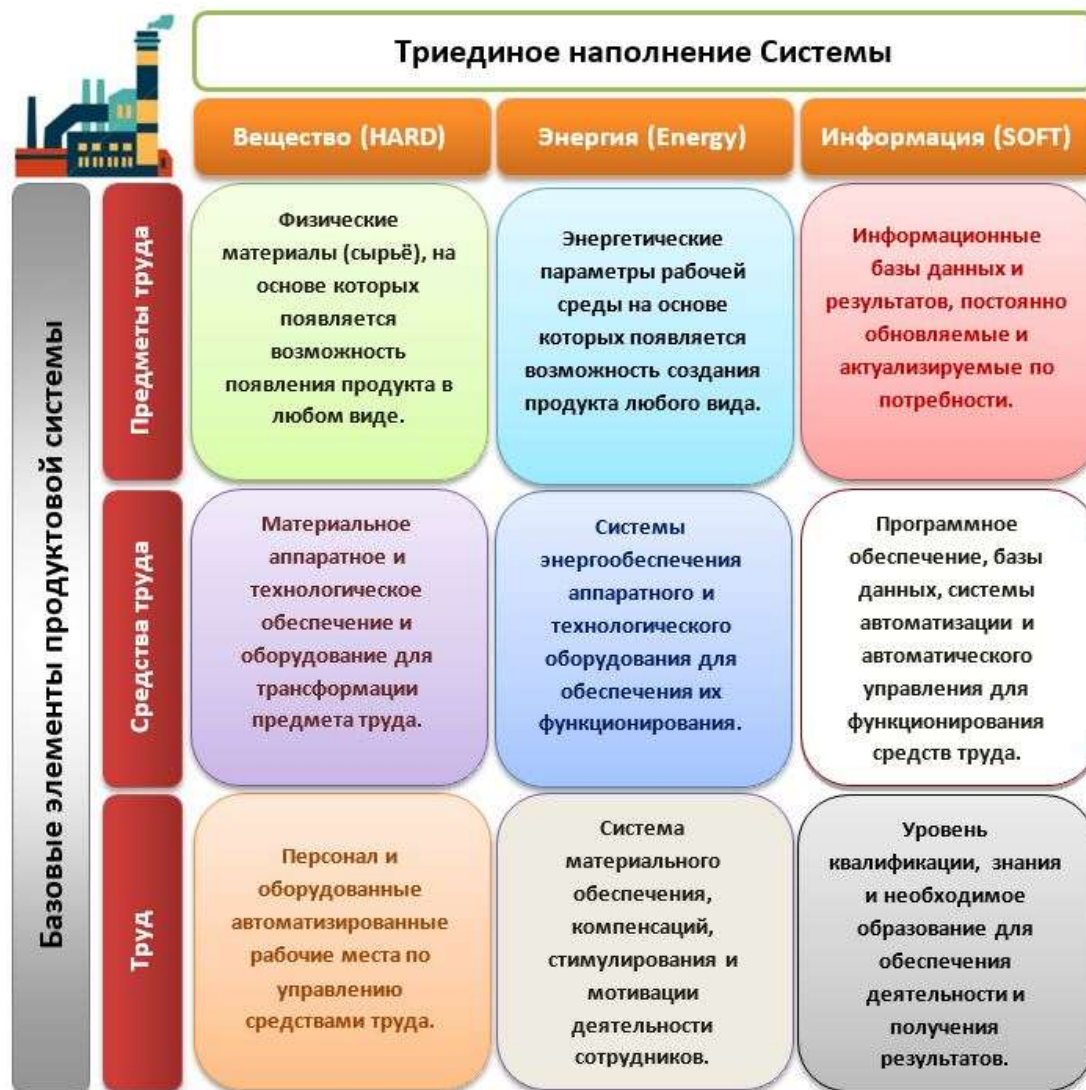 Триединое наполнение Системы
Вещество (HARD)
Энергия (Energy)
Информация (SOFT)
Базовые элементы продуктовой системы
Предметы труда
Физические
материалы (сырьё), на
основе которых
появляется
возможность
появления продукта в
любом виде.
Энергетические
параметры рабочей
среды на основе
которых появляется
возможность создания
продукта любого вида.
Информационные
базы данных и
результатов, постоянно
обновляемые и
актуализируемые по
потребности.
Средства труда
Материальное
аппаратное и
технологическое
обеспечение и
оборудование для
трансформации
предмета труда.
Системы
энергообеспечения
аппаратного и
технологического
оборудования для
обеспечения их
функционирования.
Программное
обеспечение, базы
данных, системы
автоматизации и
автоматического
управления для
функционирования
средств труда.
Труд
Персонал и
оборудованные
автоматизированные
рабочие места по
управлению
средствами труда.
Система
материального
обеспечения,
компенсаций,
стимулирования и
мотивации
деятельности
сотрудников.
Уровень
квалификации, знания
и необходимое
образование для
обеспечения
деятельности и
получения
результатов.